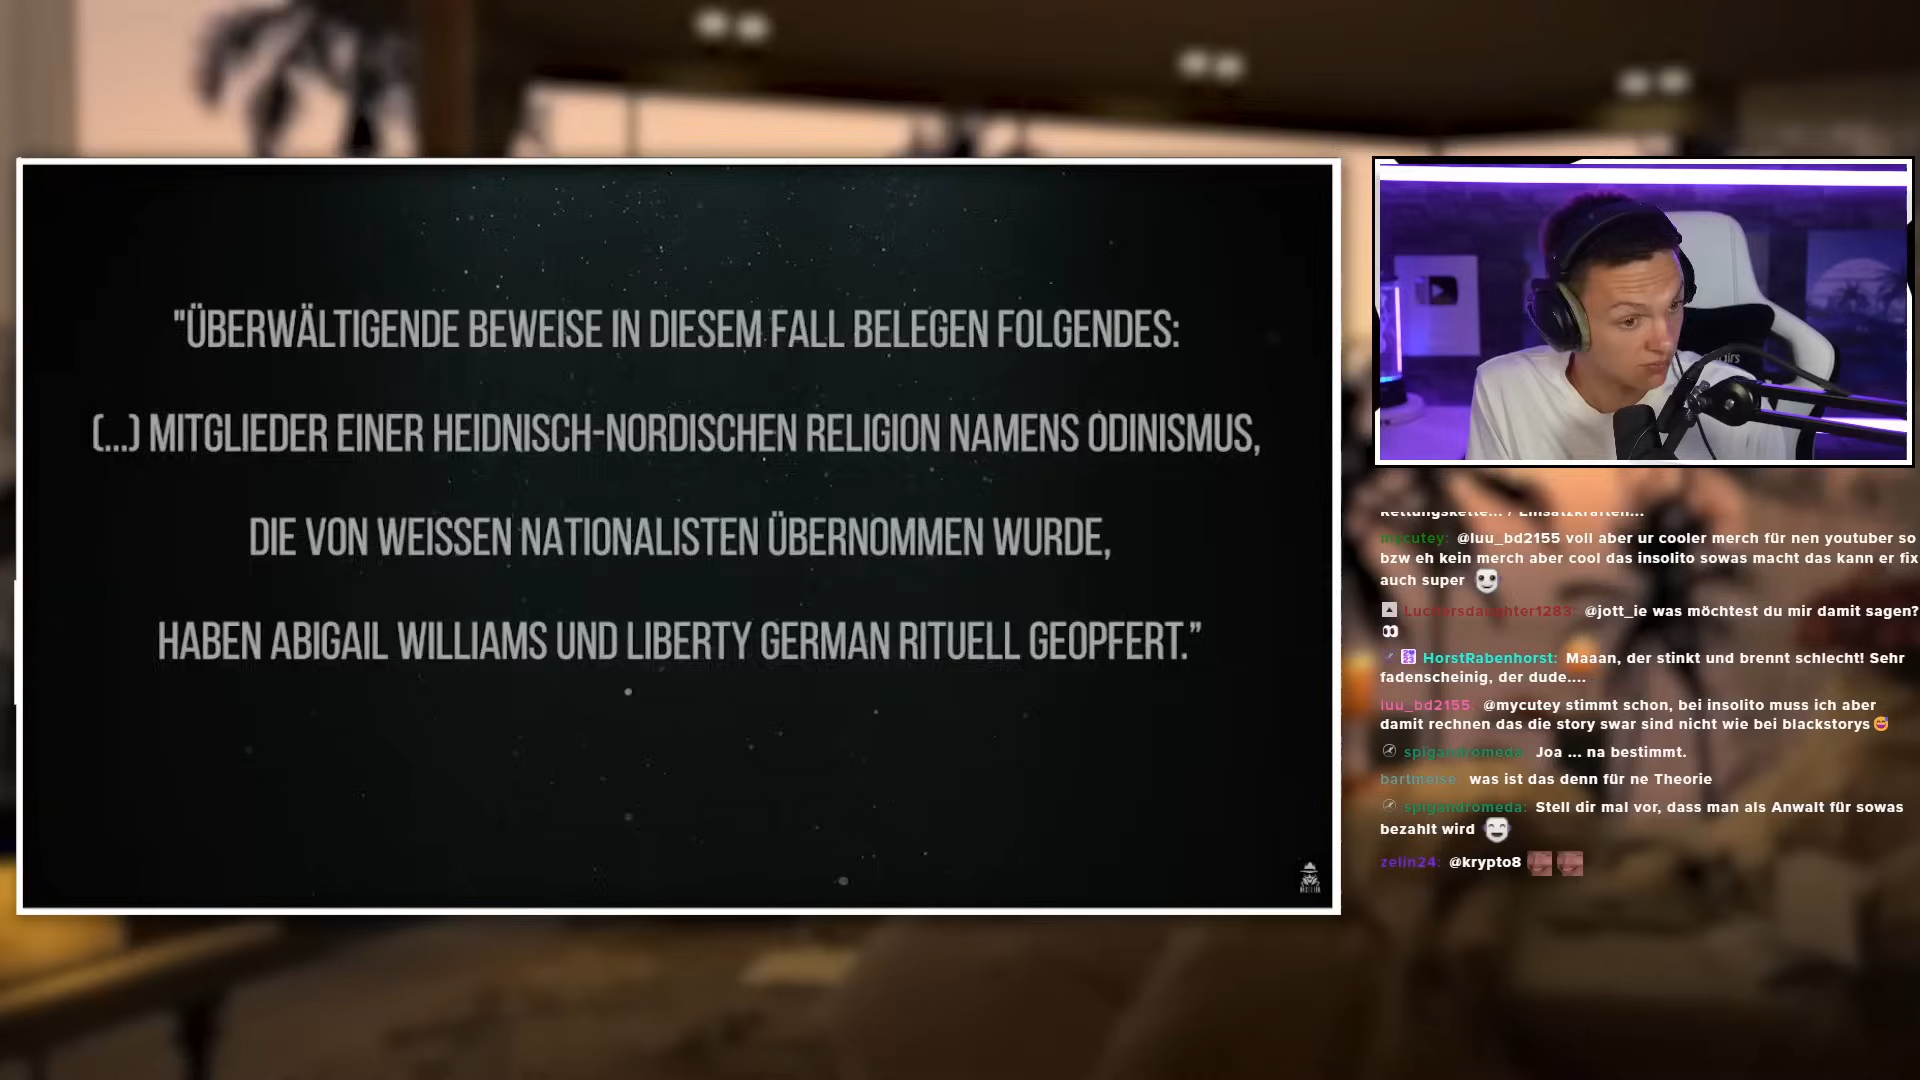 "ÜBERWÄLTIGENDE BEWEISE IN DIESEM FALL BELEGEN FOLGENDES:
(...) MITGLIEDER EINER HEIDNISCH-NORDISCHEN RELIGION NAMENS ODINISMUS,
DIE VON WEISSEN NATIONALISTEN ÜBERNOMMEN WURDE,
HABEN ABIGAIL WILLIAMS UND LIBERTY GERMAN RITUELL GEOPFERT.”
Rettungskette... / Einsatzkräften...
mycutey: @luu_bd2155 voll aber ur cooler merch für nen youtuber so
bzw eh kein merch aber cool das insolito sowas macht das kann er fix
auch super
@jott_ie was möchtest du mir damit sagen?
HorstRabenhorst: Maaan, der stinkt und brennt schlecht! Sehr
fadenscheinig, der dude....
luu_bd2155: @mycutey stimmt schon, bei insolito muss ich aber
damit rechnen das die story swar sind nicht wie bei blackstorys
spigandromeda: Joa ... na bestimmt.
bartmeise: was ist das denn für ne Theorie
spigandromeda: Stell dir mal vor, dass man als Anwalt für sowas
bezahlt wird
zelin24: @krypto8